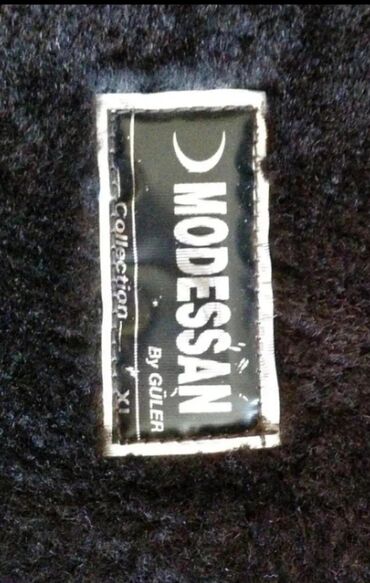 MODESSAN
By GÜLER
Collection XL